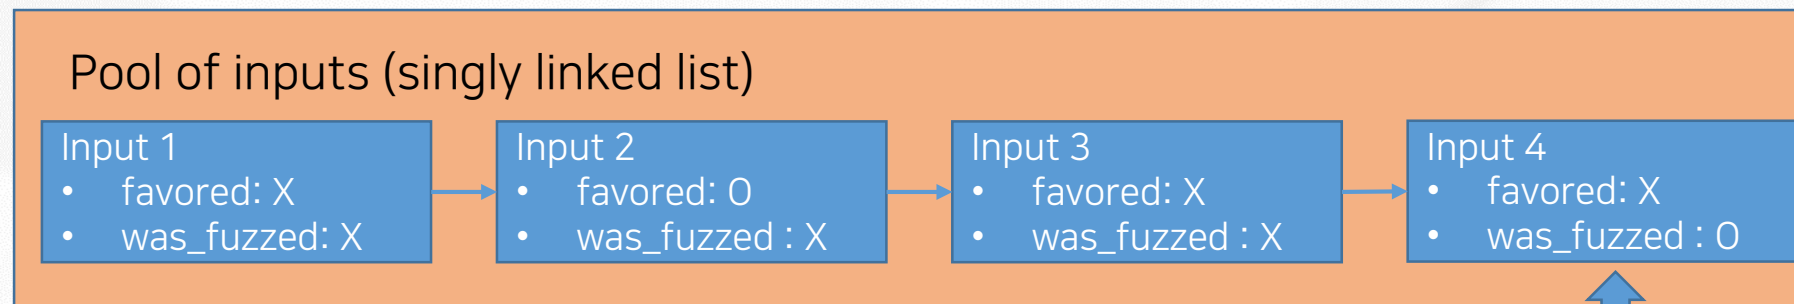 Pool of inputs (singly linked list)
Input 1
• favored: X
• was_fuzzed: X
Input 2
• favored: O
• was_fuzzed : X
Input 3
• favored: X
• was_fuzzed : X
Input 4
• favored: X
• was_fuzzed : O